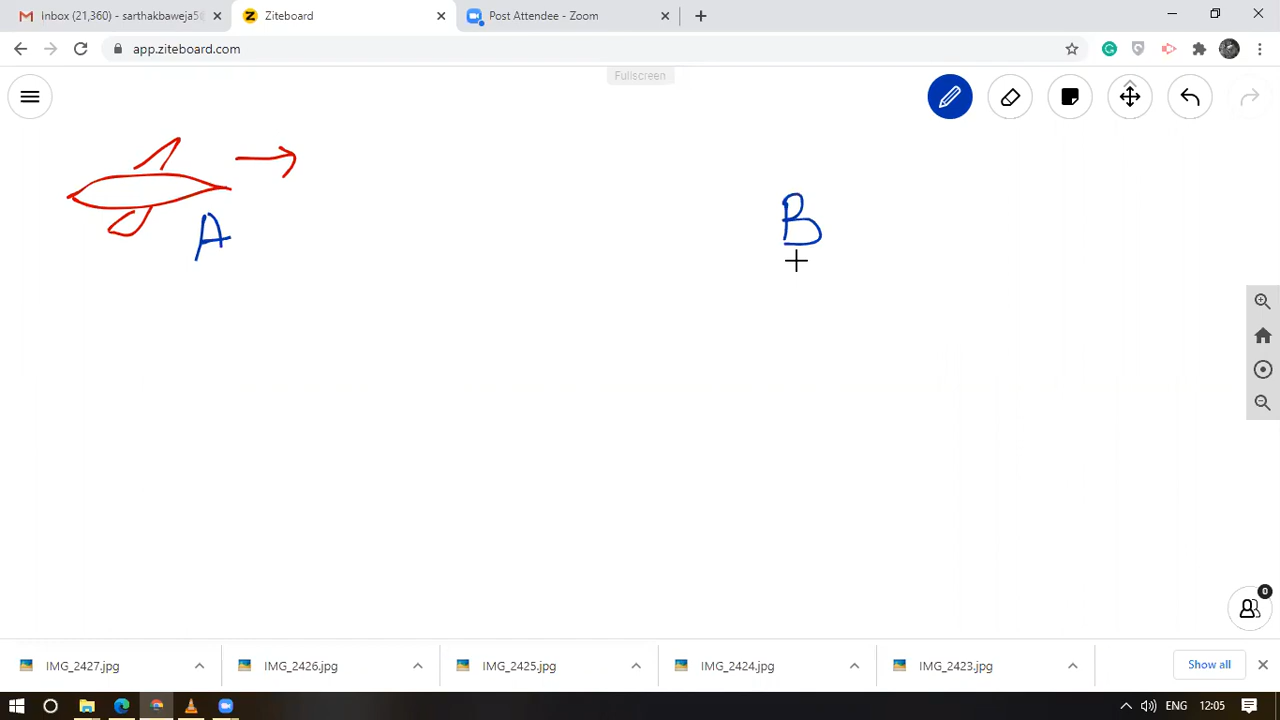 Inbox (21,360) - sarthakbaweja5
Ziteboard
Post Attendee - Zoom
app.ziteboard.com
Fullscreen
A
B
0
IMG_2427.jpg
IMG_2426.jpg
IMG_2425.jpg
IMG_2424.jpg
IMG_2423.jpg
Show all
ENG
12:05